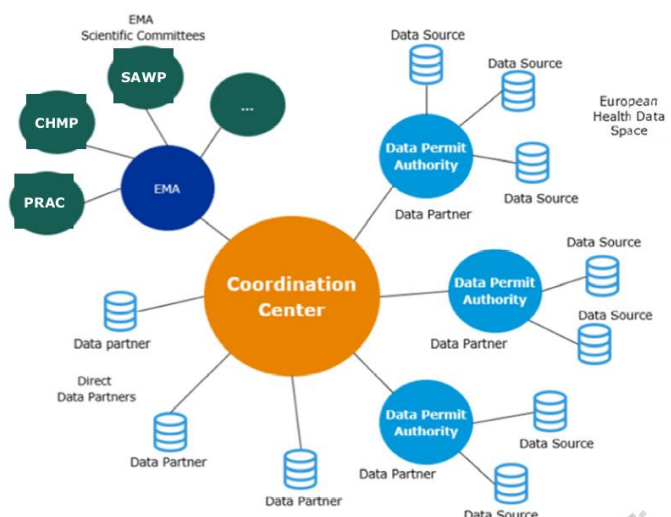 EMA
Scientific Committees
SAWP
...
CHMP
PRAC
EMA
Data Source
Data Source
European
Health Data
Space
Data Permit
Authority
Data Source
Data Partner
Coordination
Center
Data Source
Data Permit
Authority
Data Source
Data Partner
Data partner
Direct
Data Partners
Data Permit
Authority
Data Source
Data Partner
Data Partner
Data Partner
Data Source